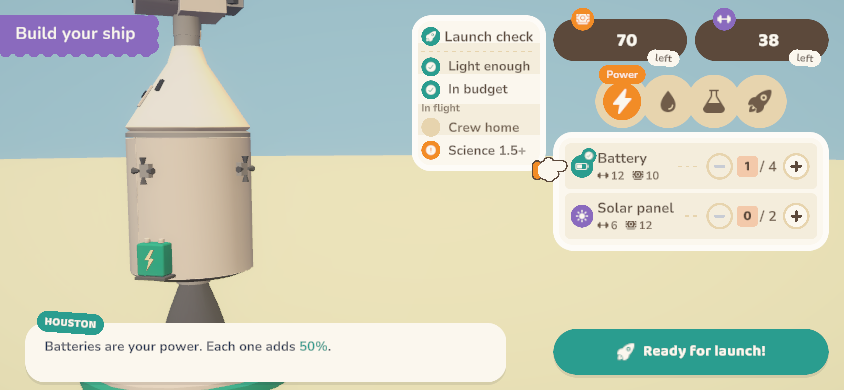 Build your ship
Launch check
Light enough
In budget
In flight
Crew home
Science 1.5+
70
left
38
left
Power
Battery
12 10
1 / 4
Solar panel
6 12
0 / 2
HOUSTON
Batteries are your power. Each one adds 50%.
Ready for launch!